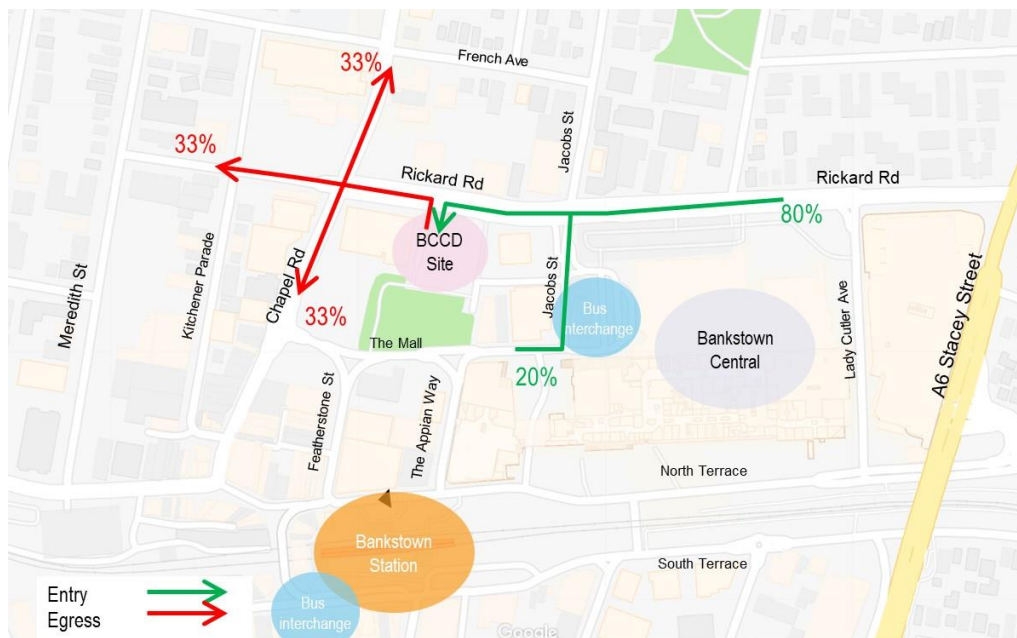 33%
French Ave
33%
Jacobs St
Rickard Rd
Rickard Rd
80%
BCCD
Site
Meredith St
Kitchener Parade
Chapel Rd
33%
Jacobs St
Bus
interchange
Bankstown
Central
Lady Cutler Ave
A6 Stacey Street
The Mall
20%
Featherstone St
The Appian Way
North Terrace
Bankstown
Station
South Terrace
Bus
interchange
Entry
Egress
Google